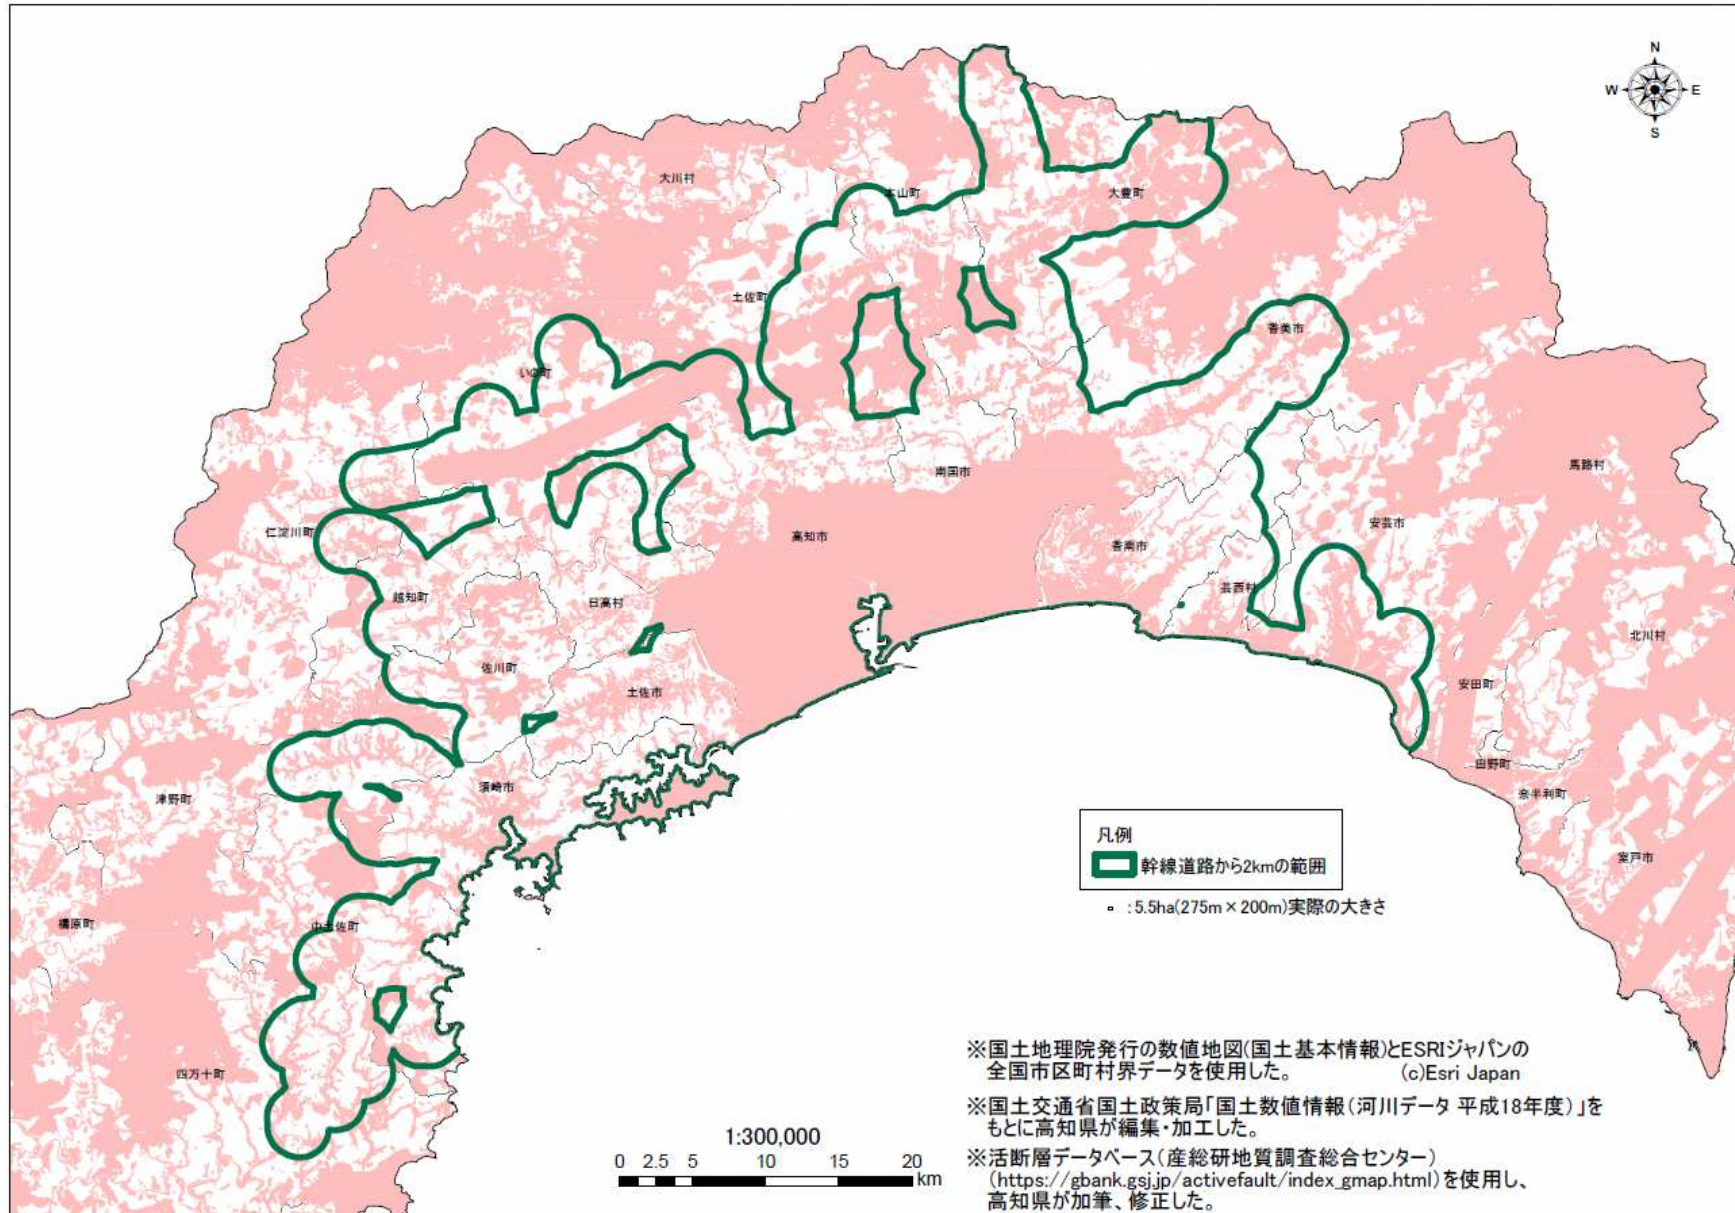 N
W E
S
大川村
本山町
大豊町
土佐町
香美市
いの町
馬路村
南国市
安芸市
仁淀川町
高知市
香南市
芸西村
越知町
日高村
北川村
佐川町
安田町
土佐市
田野町
須崎市
奈半利町
津野町
凡例
幹線道路から2kmの範囲
室戸市
:5.5ha(275m×200m)実際の大きさ
檮原町
中土佐町
四万十町
※国土地理院発行の数値地図(国土基本情報)とESRIジャパンの
全国市区町村界データを使用した。 (c)Esri Japan
※国土交通省国土政策局「国土数値情報(河川データ 平成18年度)」を
もとに高知県が編集・加工した。
※活断層データベース(産総研地質調査総合センター)
(https://gbank.gsj.jp/activefault/index_gmap.html)を使用し、
高知県が加筆、修正した。
1:300,000
0 2.5 5 10 15 20
km